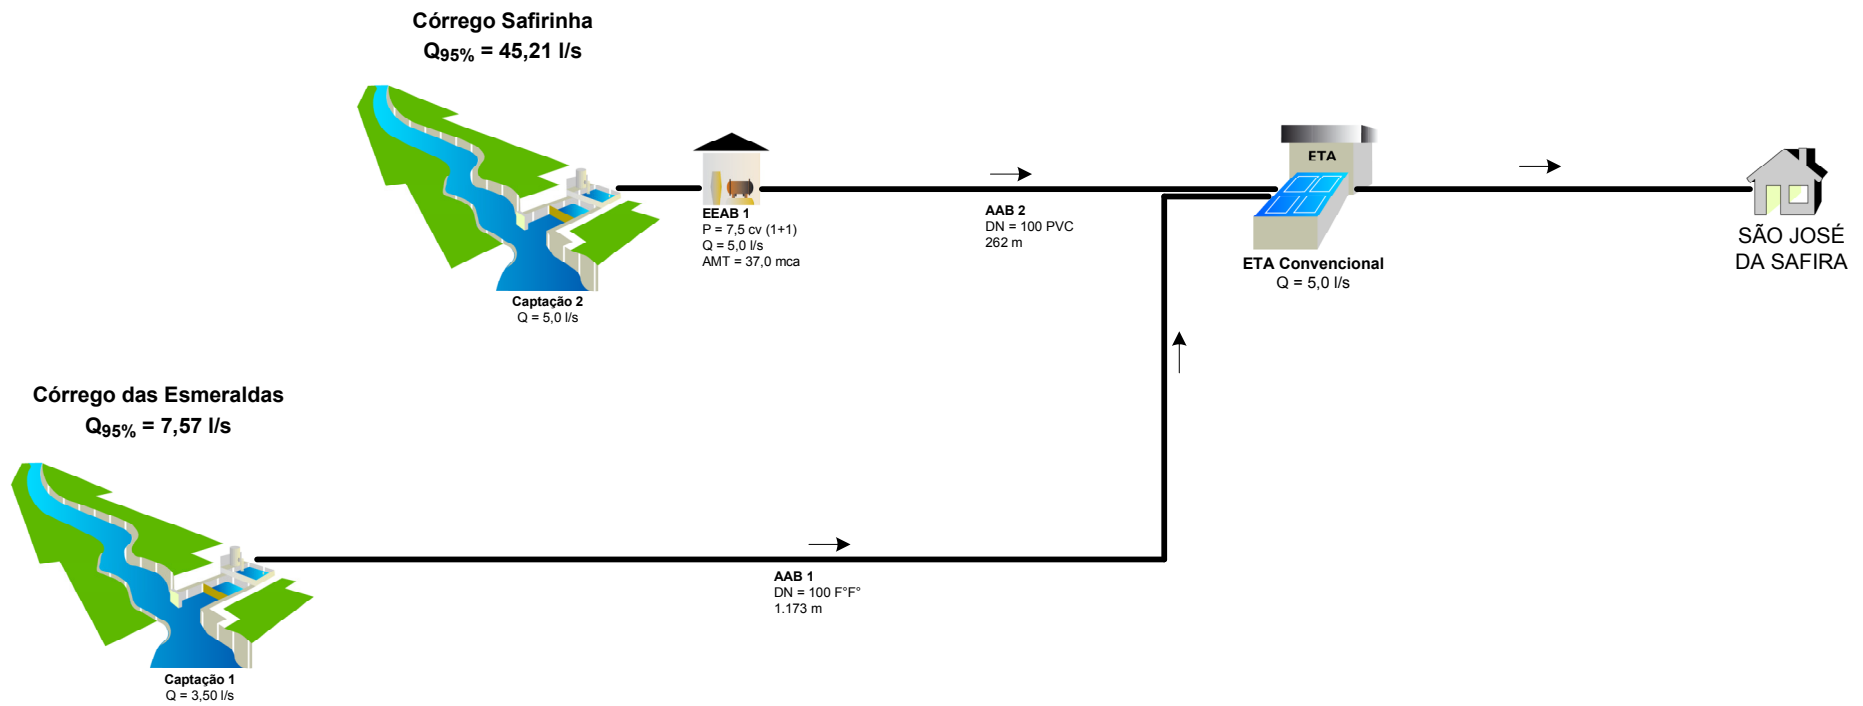 Córrego Safirinha
Q95% = 45,21 l/s
EEAB 1
P = 7,5 cv (1+1)
Q = 5,0 l/s
AMT = 37,0 mca
AAB 2
DN = 100 PVC
262 m
ETA
ETA Convencional
Q = 5,0 l/s
SÃO JOSÉ
DA SAFIRA
Captação 2
Q = 5,0 l/s
Córrego das Esmeraldas
Q95% = 7,57 l/s
AAB 1
DN = 100 F°F°
1.173 m
Captação 1
Q = 3,50 l/s